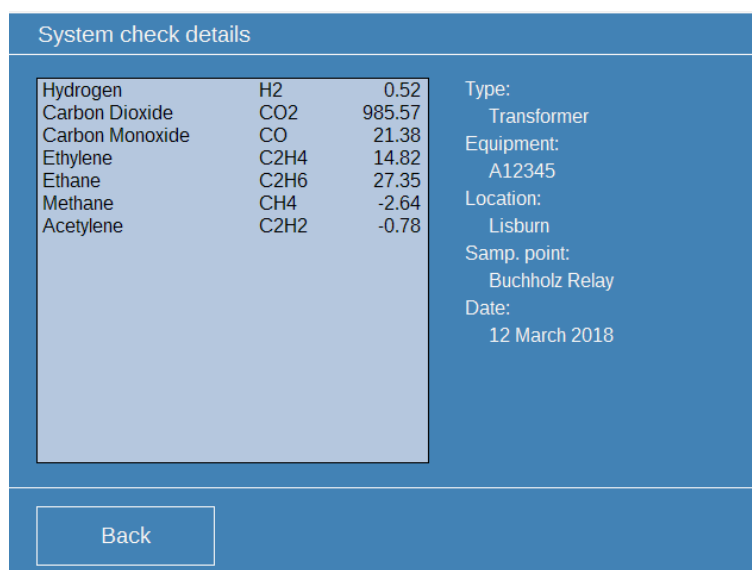 System check details
Hydrogen H2 0.52
Carbon Dioxide CO2 985.57
Carbon Monoxide CO 21.38
Ethylene C2H4 14.82
Ethane C2H6 27.35
Methane CH4 -2.64
Acetylene C2H2 -0.78
Type:
Transformer
Equipment:
A12345
Location:
Lisburn
Samp. point:
Buchholz Relay
Date:
12 March 2018
Back